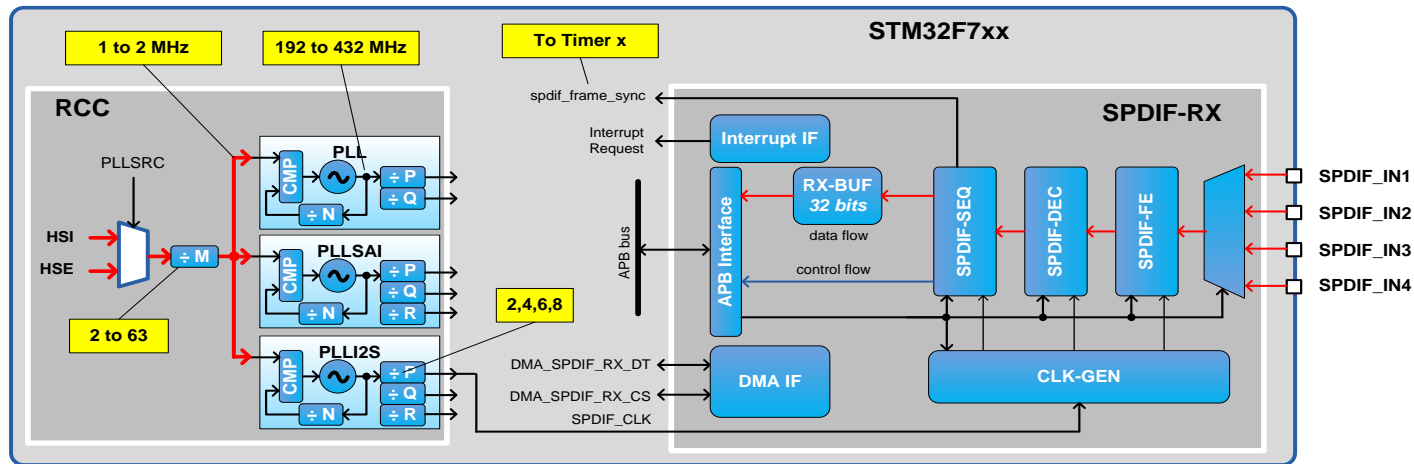 STM32F7xx
1 to 2 MHz
192 to 432 MHz
To Timer x
RCC
PLLSRC
HSI
HSE
÷ M
2 to 63
PLL
CMP
÷ N
÷ P
÷ Q
PLLSAI
CMP
÷ N
÷ P
÷ Q
÷ R
2,4,6,8
PLLI2S
CMP
÷ N
÷ P
÷ Q
÷ R
spdif_frame_sync
Interrupt
Request
APB bus
DMA_SPDIF_RX_DT
DMA_SPDIF_RX_CS
SPDIF_CLK
SPDIF-RX
Interrupt IF
APB Interface
RX-BUF
32 bits
data flow
control flow
SPDIF-SEQ
SPDIF-DEC
SPDIF-FE
DMA IF
CLK-GEN
SPDIF_IN1
SPDIF_IN2
SPDIF_IN3
SPDIF_IN4